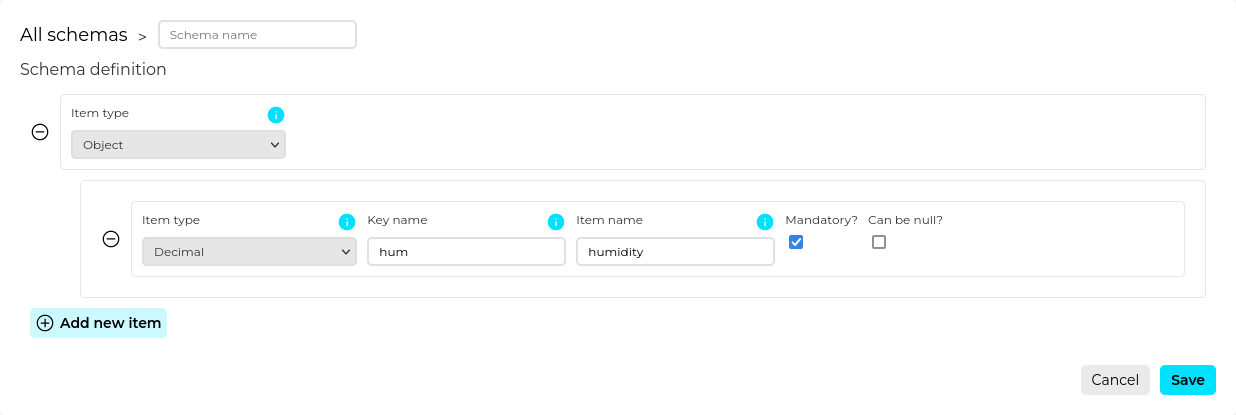 All schemas > Schema name
Schema definition
Item type i
Object
Item type i Key name i Item name i Mandatory? Can be null?
Decimal hum humidity
Add new item
Cancel Save